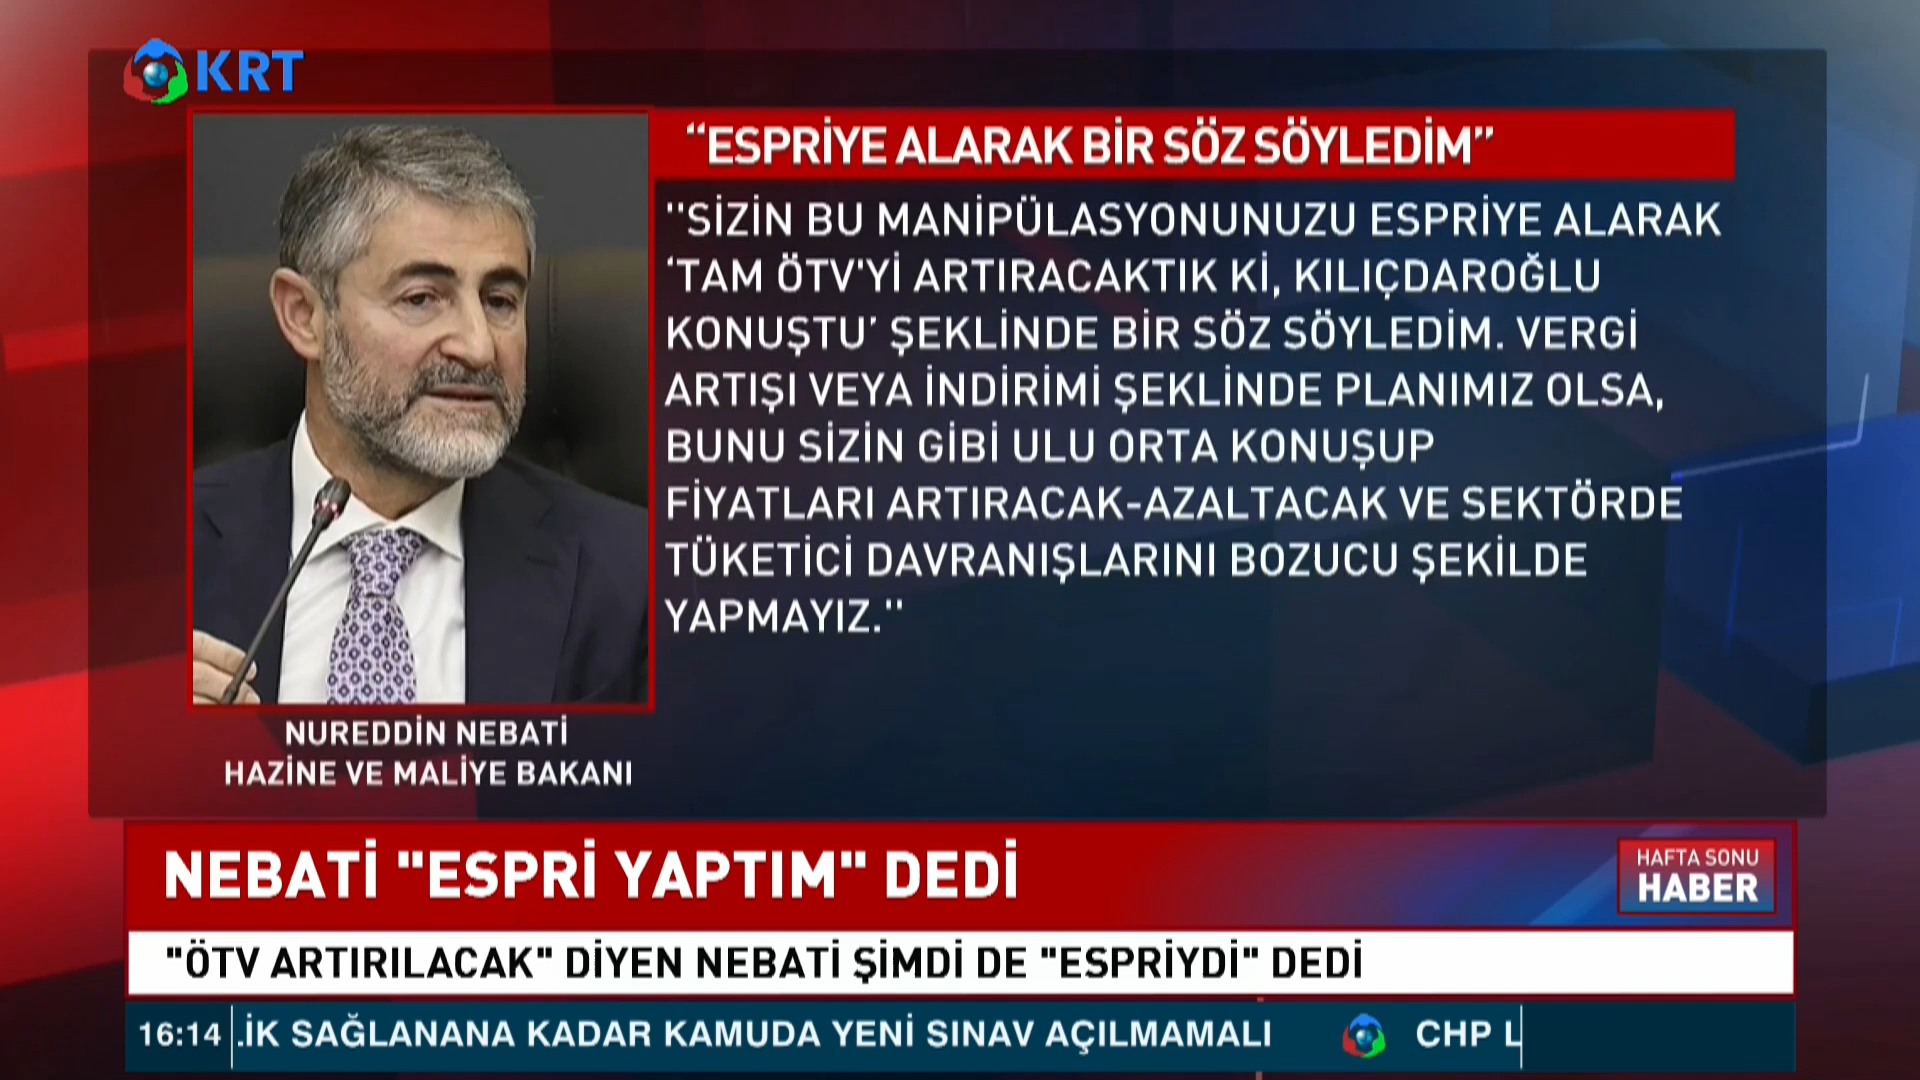 KRT
“ESPRİYE ALARAK BİR SÖZ SÖYLEDİM”
''SİZİN BU MANİPÜLASYONUNUZU ESPRİYE ALARAK
‘TAM ÖTV'Yİ ARTIRACAKTIK Kİ, KILIÇDAROĞLU
KONUŞTU’ ŞEKLİNDE BİR SÖZ SÖYLEDİM. VERGİ
ARTIŞI VEYA İNDİRİMİ ŞEKLİNDE PLANIMIZ OLSA,
BUNU SİZİN GİBİ ULU ORTA KONUŞUP
FİYATLARI ARTIRACAK-AZALTACAK VE SEKTÖRDE
TÜKETİCİ DAVRANIŞLARINI BOZUCU ŞEKİLDE
YAPMAYIZ.''
NUREDDİN NEBATİ
HAZİNE VE MALİYE BAKANI
NEBATİ "ESPRİ YAPTIM" DEDİ
HAFTA SONU
HABER
"ÖTV ARTIRILACAK" DİYEN NEBATİ ŞİMDİ DE "ESPRİYDİ" DEDİ
16:14 .İK SAĞLANANA KADAR KAMUDA YENİ SINAV AÇILMAMALI CHP